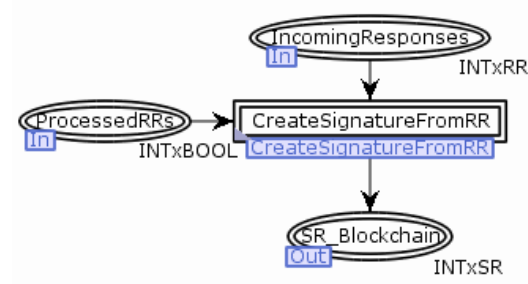 IncomingResponses
In
INTxRR
ProcessedRRs
In
INTxBOOL
CreateSignatureFromRR
CreateSignatureFromRR
SR_Blockchain
Out
INTxSR